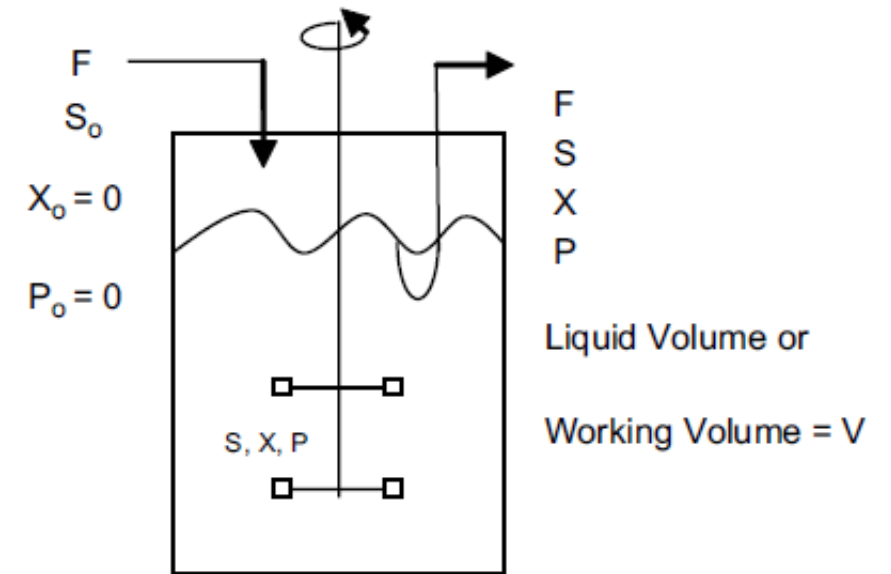 F
S₀
X₀ = 0
P₀ = 0
S, X, P
F
S
X
P
Liquid Volume or
Working Volume = V